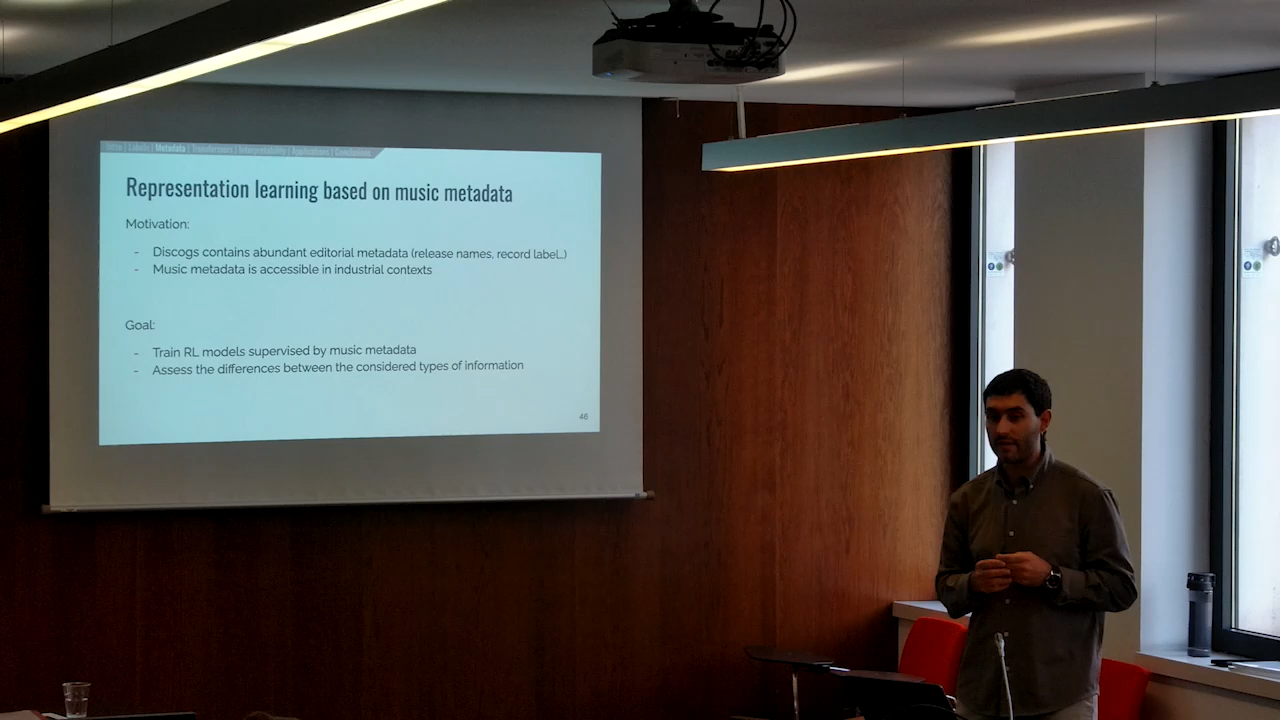 Intro | Labels | Metadata | Transformers | Interpretability | Applications | Conclusions
Representation learning based on music metadata
Motivation:
- Discogs contains abundant editorial metadata (release names, record label…)
- Music metadata is accessible in industrial contexts
Goal:
- Train RL models supervised by music metadata
- Assess the differences between the considered types of information
46